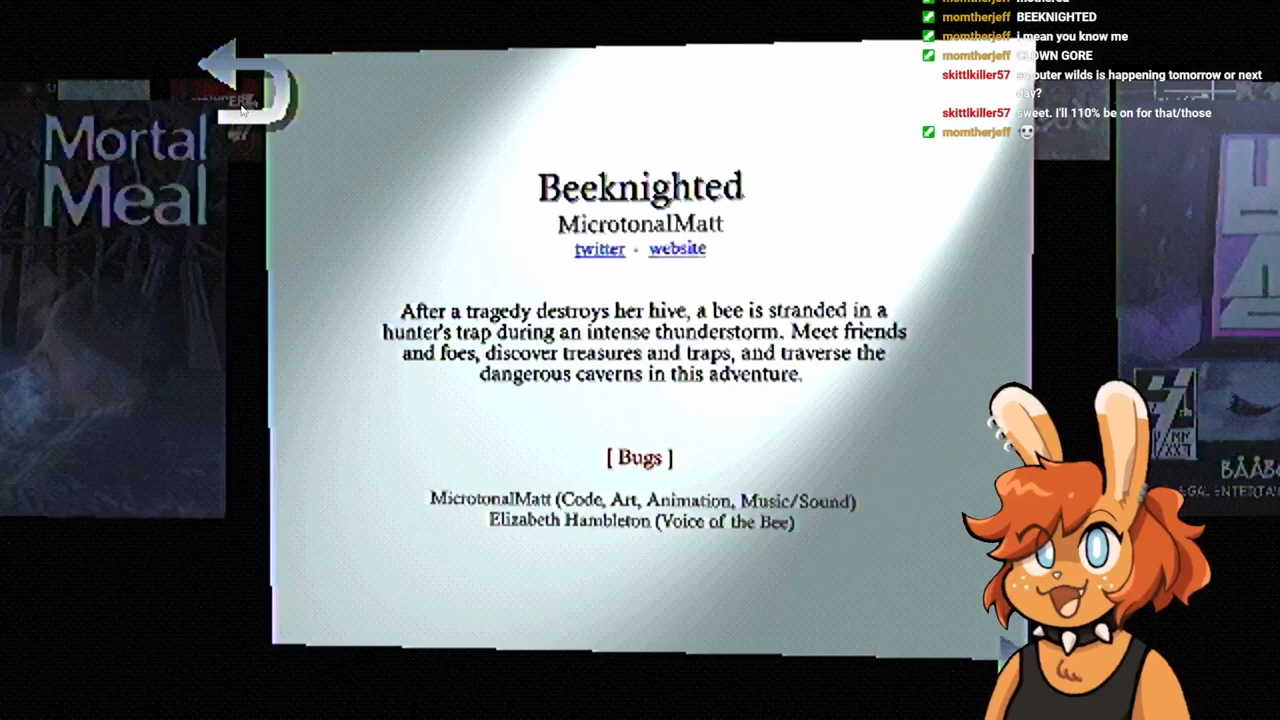 momtherjeff BEEKNIGHTED
momtherjeff i mean you know me
momtherjeff CLOWN GORE
skittlkiller57 so outer wilds is happening tomorrow or next
day?
skittlkiller57 sweet. I'll 110% be on for that/those
momtherjeff
Mortal
Meal
Beeknighted
MicrotonalMatt
twitter - website
After a tragedy destroys her hive, a bee is stranded in a
hunter's trap during an intense thunderstorm. Meet friends
and foes, discover treasures and traps, and traverse the
dangerous caverns in this adventure.
[ Bugs ]
MicrotonalMatt (Code, Art, Animation, Music/Sound)
Elizabeth Hambleton (Voice of the Bee)